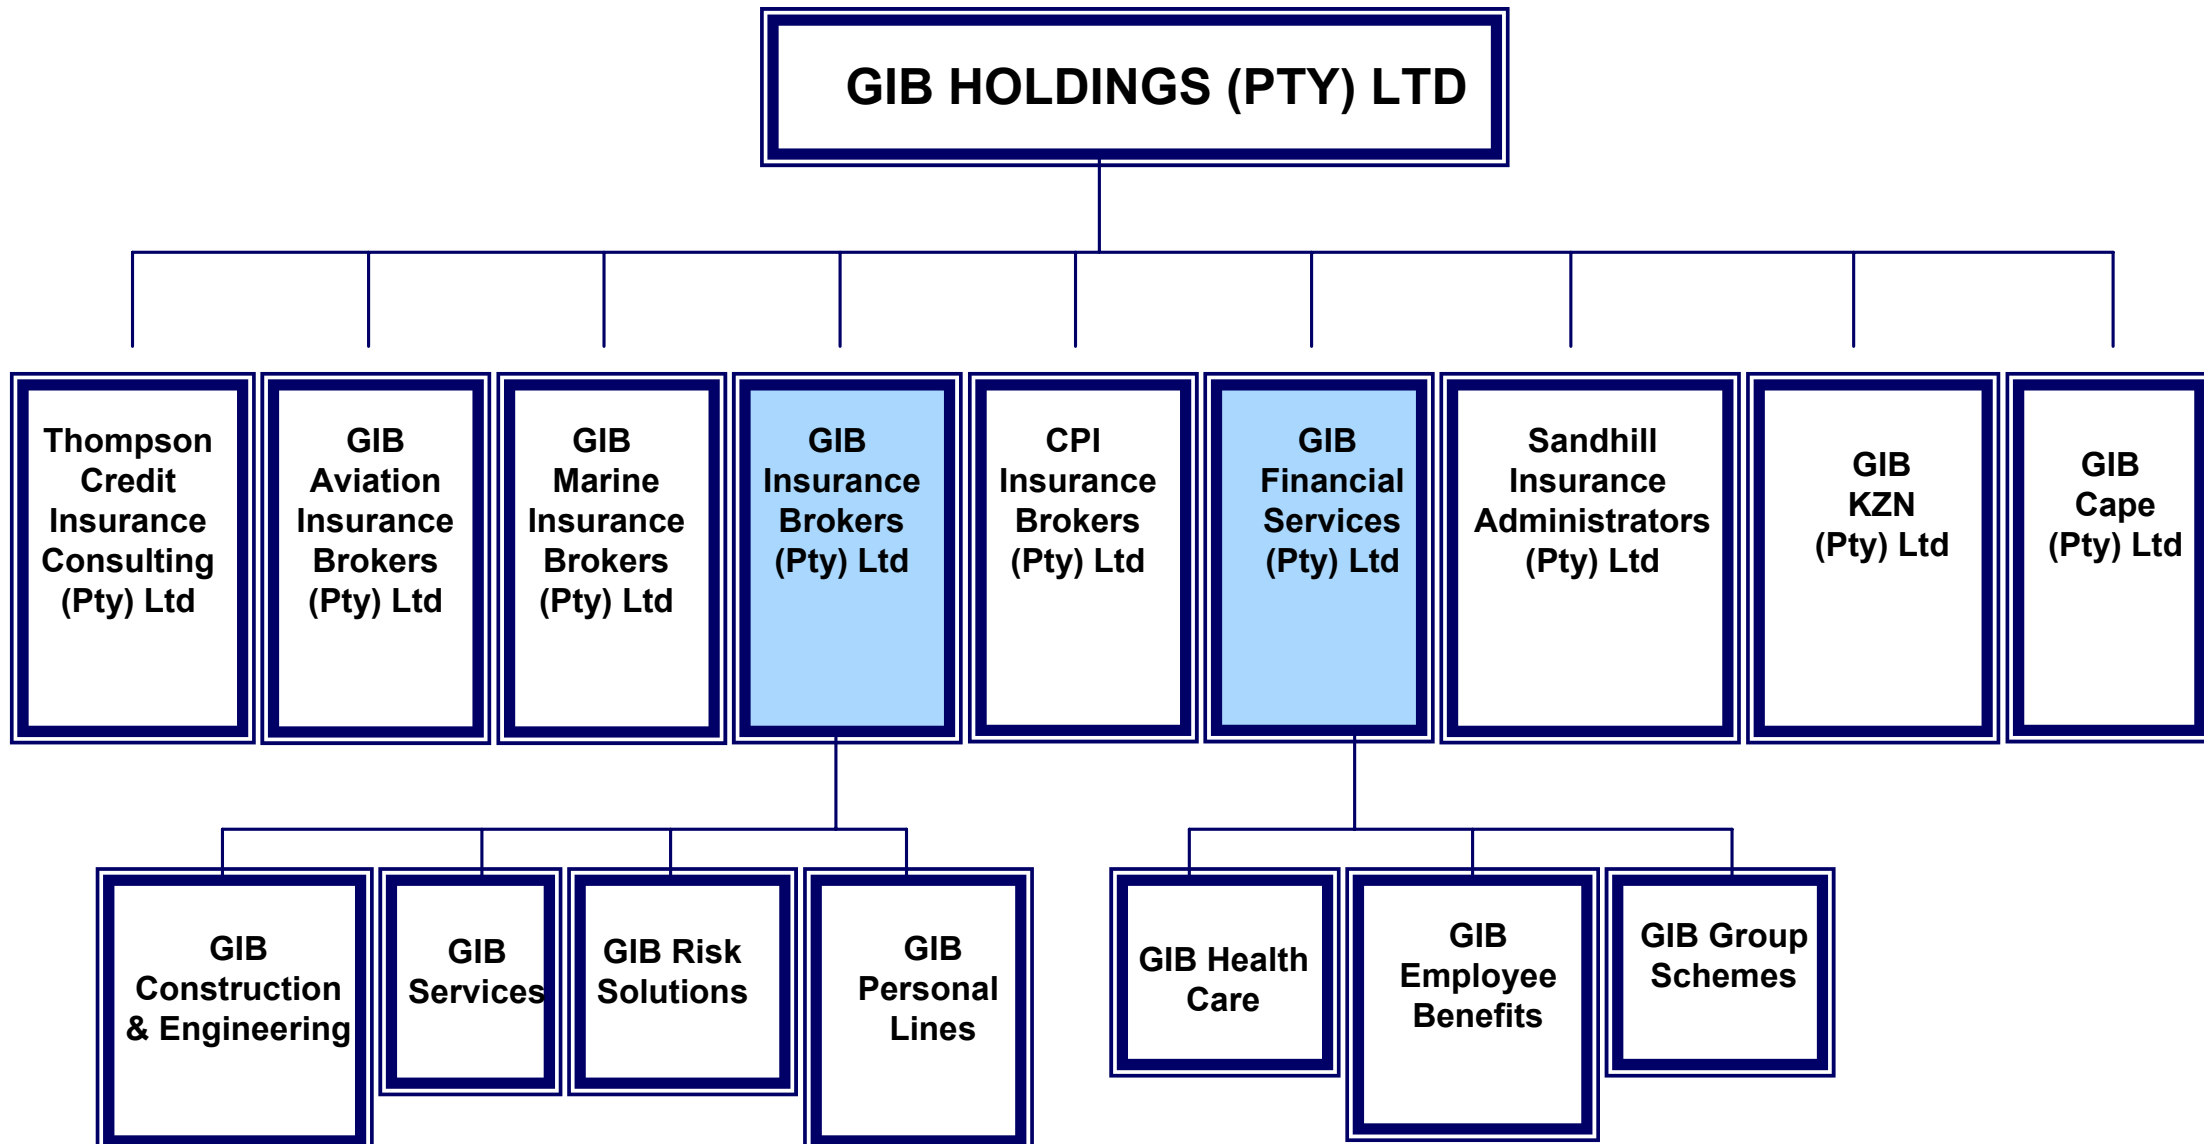 GIB HOLDINGS (PTY) LTD
Thompson
Credit
Insurance
Consulting
(Pty) Ltd
GIB
Aviation
Insurance
Brokers
(Pty) Ltd
GIB
Marine
Insurance
Brokers
(Pty) Ltd
GIB
Insurance
Brokers
(Pty) Ltd
CPI
Insurance
Brokers
(Pty) Ltd
GIB
Financial
Services
(Pty) Ltd
Sandhill
Insurance
Administrators
(Pty) Ltd
GIB
KZN
(Pty) Ltd
GIB
Cape
(Pty) Ltd
GIB
Construction
& Engineering
GIB
Services
GIB Risk
Solutions
GIB
Personal
Lines
GIB Health
Care
GIB
Employee
Benefits
GIB Group
Schemes